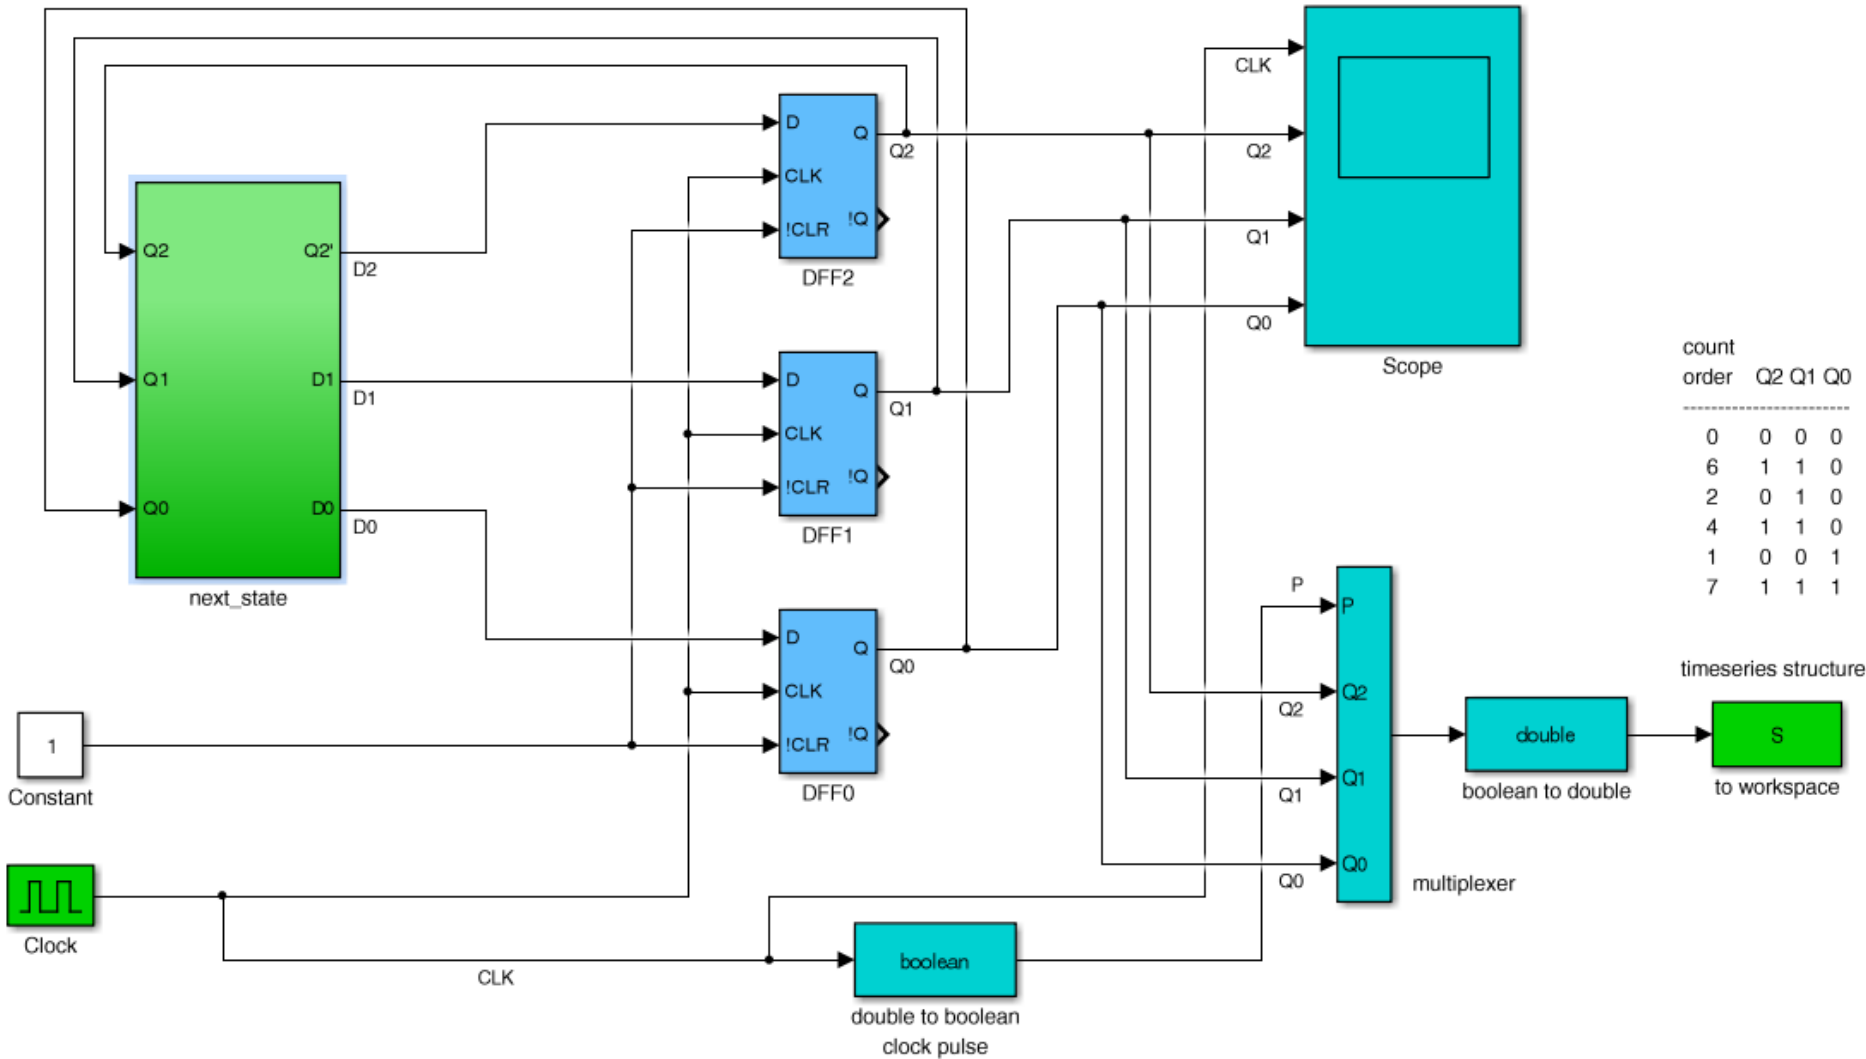 CLK
Q2
Q1
Q0
Scope
D
CLK
!CLR
Q
!Q
Q2
DFF2
Q2
Q1
Q0
Q2'
D1
D0
D2
D1
D0
next_state
D
CLK
!CLR
Q
!Q
Q1
DFF1
D
CLK
!CLR
Q
!Q
Q0
DFF0
1
Constant
Clock
CLK
boolean
double to boolean
clock pulse
P
Q2
Q1
Q0
P
Q2
Q1
Q0
multiplexer
double
boolean to double
count
order Q2 Q1 Q0
-------------------------
0 0 0 0
6 1 1 0
2 0 1 0
4 1 1 0
1 0 0 1
7 1 1 1
timeseries structure
S
to workspace